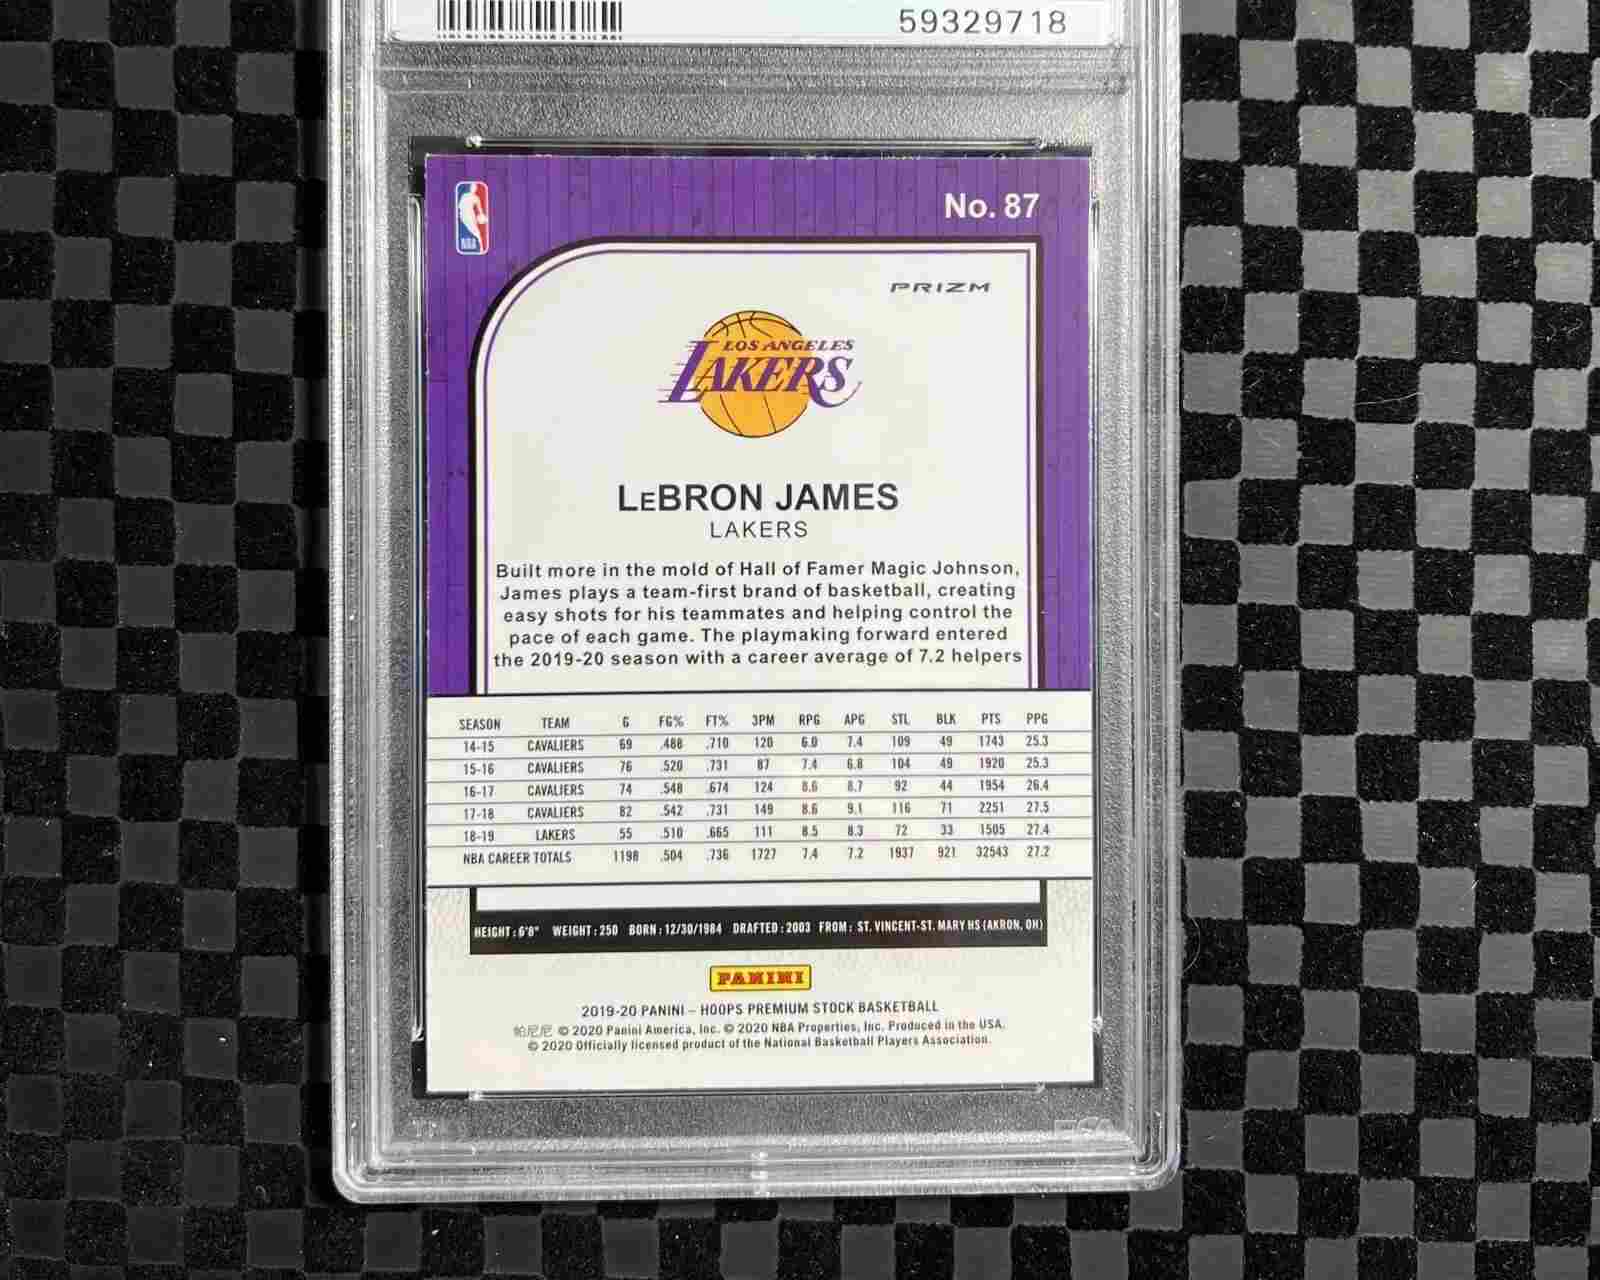 59329718
No. 87
NBA
PRIZM
LOS ANGELES
LAKERS
LeBRON JAMES
LAKERS
Built more in the mold of Hall of Famer Magic Johnson,
James plays a team-first brand of basketball, creating
easy shots for his teammates and helping control the
pace of each game. The playmaking forward entered
the 2019-20 season with a career average of 7.2 helpers
SEASON TEAM G FG% FT% 3PM RPG APG STL BLK PTS PPG
14-15 CAVALIERS 69 .488 .710 120 6.0 7.4 109 49 1743 25.3
15-16 CAVALIERS 76 .520 .731 87 7.4 6.8 104 49 1920 25.3
16-17 CAVALIERS 74 .548 .674 124 8.6 8.7 92 44 1954 26.4
17-18 CAVALIERS 82 .542 .731 149 8.6 9.1 116 71 2251 27.5
18-19 LAKERS 55 .510 .665 111 8.5 8.3 72 33 1505 27.4
NBA CAREER TOTALS 1198 .504 .736 1727 7.4 7.2 1937 921 32543 27.2
HEIGHT: 6'8" WEIGHT: 250 BORN: 12/30/1984 DRAFTED: 2003 FROM: ST. VINCENT-ST. MARY HS (AKRON, OH)
PANINI
2019-20 PANINI – HOOPS PREMIUM STOCK BASKETBALL
帕尼尼 © 2020 Panini America, Inc. © 2020 NBA Properties, Inc. Produced in the USA.
© 2020 Officially licensed product of the National Basketball Players Association.